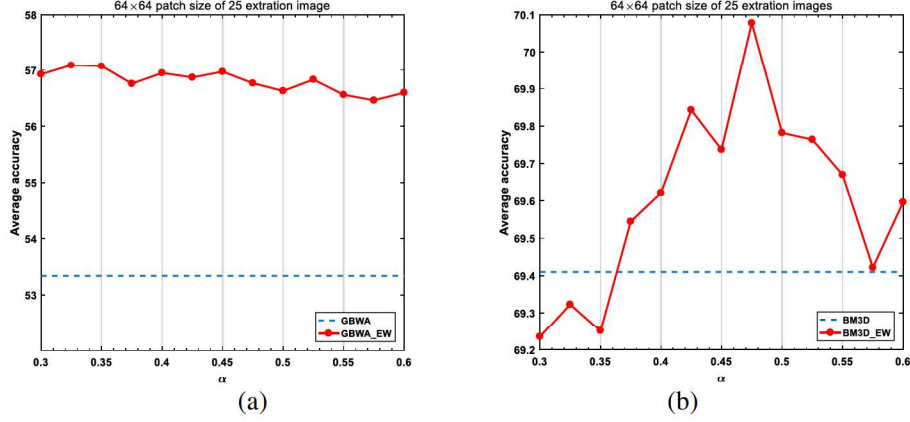 64×64 patch size of 25 extration image
58
57
56
55
54
53
Average accuracy
0.3 0.35 0.4 0.45 0.5 0.55 0.6
α
GBWA
GBWA_EW
(a)
64×64 patch size of 25 extration images
70.1
70
69.9
69.8
69.7
69.6
69.5
69.4
69.3
69.2
Average accuracy
0.3 0.35 0.4 0.45 0.5 0.55 0.6
α
BM3D
BM3D_EW
(b)